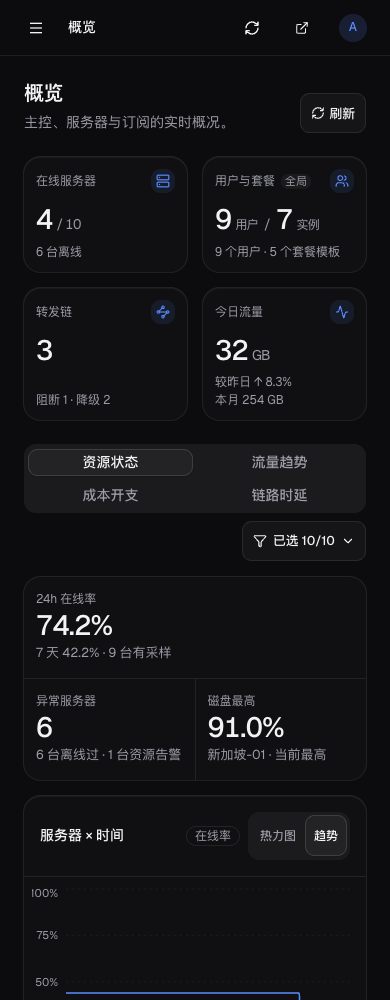 概览
A
概览
主控、服务器与订阅的实时概况。
刷新
在线服务器
4 / 10
6 台离线
用户与套餐 全局
9 用户 / 7 实例
9 个用户 · 5 个套餐模板
转发链
3
阻断 1 · 降级 2
今日流量
32 GB
较昨日 ↑ 8.3%
本月 254 GB
资源状态
流量趋势
成本开支
链路时延
已选 10/10
24h 在线率
74.2%
7 天 42.2% · 9 台有采样
异常服务器
6
6 台离线过 · 1 台资源告警
磁盘最高
91.0%
新加坡-01 · 当前最高
服务器 × 时间
在线率
热力图
趋势
100%
75%
50%